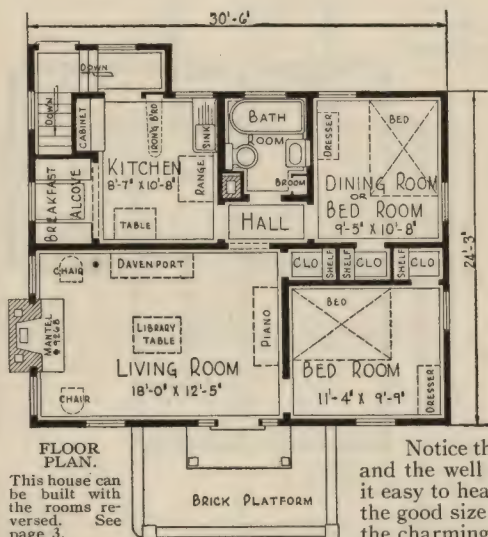 30'-6"
DOWN
DOWN
CABINET
IRON'G B'RD
SINK
KITCHEN
8'-7" X 10'-8"
RANGE
BREAKFAST
ALCOVE
TABLE
BATH
ROOM
BROOM
HALL
DRESSER
BED
DINING ROOM
OR
BED ROOM
9'-5" X 10'-8"
24'-3"
CLO
SHELF
SHELF
CLO
SHELF
CLO
CHAIR
DAVENPORT
MANTEL
LIBRARY
TABLE
PIANO
LIVING ROOM
18'-0" X 12'-5"
CHAIR
BED
BED ROOM
11'-4" X 9'-9"
DRESSER
BRICK PLATFORM
FLOOR
PLAN.
This house can
be built with
the rooms re-
versed. See
page 3.
Notice th
and the well
it easy to hea
the good size
the charming